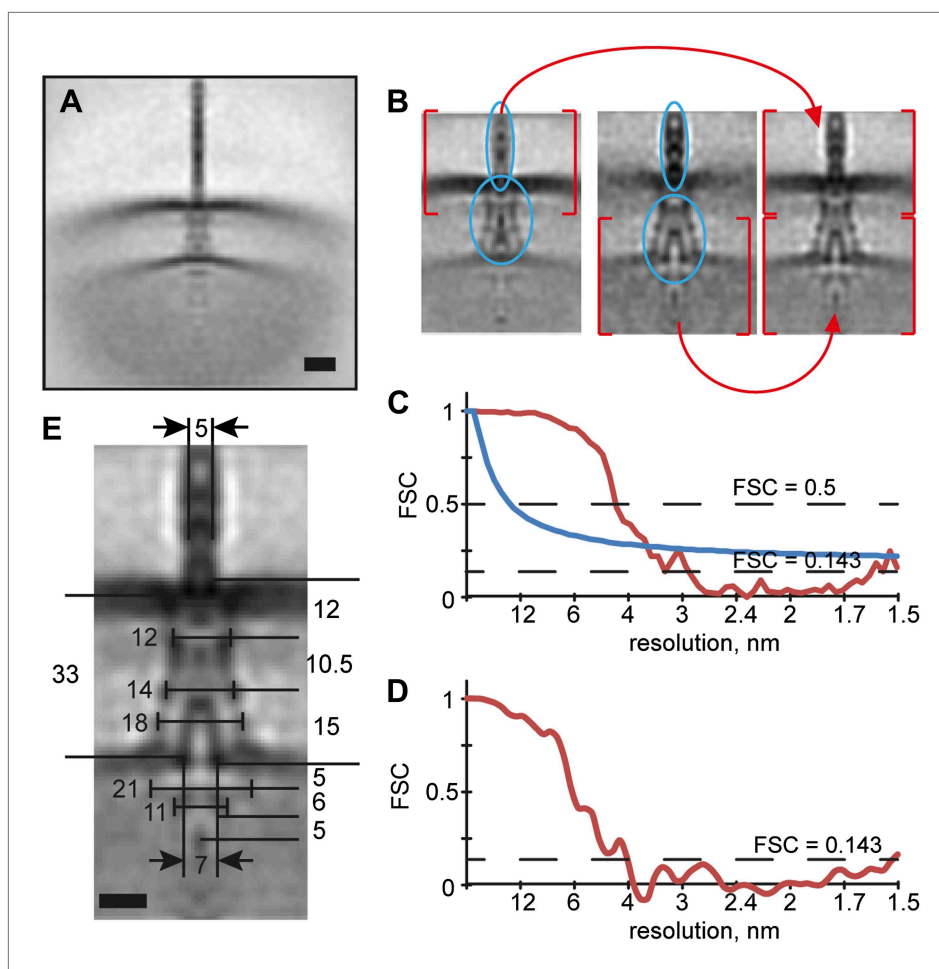 A
B
C
1
FSC
0.5
FSC = 0.5
FSC = 0.143
0
12 6 4 3 2.4 2 1.7 1.5
resolution, nm
D
1
FSC
0.5
FSC = 0.143
0
12 6 4 3 2.4 2 1.7 1.5
resolution, nm
E
5
12
12
33
10.5
14
18
15
5
21
6
11
5
7